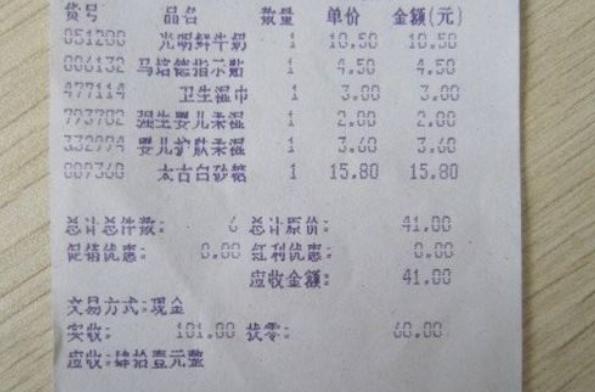 货号 品名 数量 单价 金额(元)
051200 光明鲜牛奶 1 10.50 10.50
006132 马培德指示贴 1 4.50 4.50
477114 卫生湿巾 1 3.00 3.00
793702 强生婴儿柔湿 1 2.00 2.00
332974 婴儿护肤柔湿 1 3.60 3.60
009360 太古白砂糖 1 15.80 15.80
总计总件数: 6 总计原价: 41.00
促销优惠: 0.00 红利优惠: 0.00
应收金额: 41.00
交易方式:现金
实收: 101.00 找零: 60.00
应收:肆拾壹元整